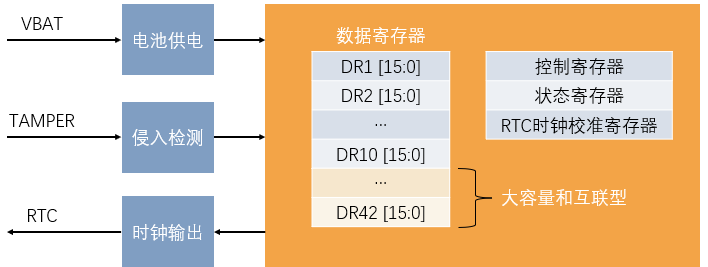 VBAT
电池供电
TAMPER
侵入检测
RTC
时钟输出
数据寄存器
DR1 [15:0]
DR2 [15:0]
...
DR10 [15:0]
...
DR42 [15:0]
控制寄存器
状态寄存器
RTC时钟校准寄存器
大容量和互联型